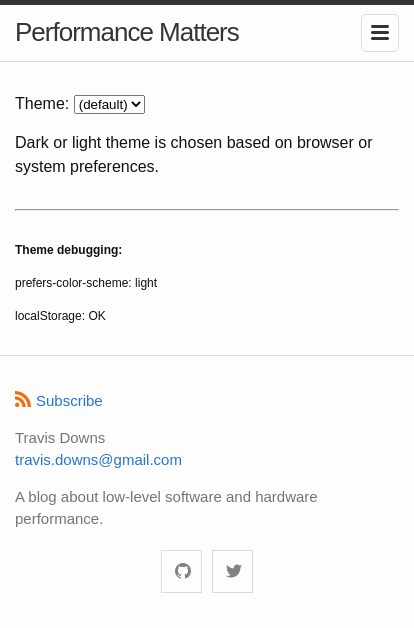 Performance Matters
Theme: (default)
Dark or light theme is chosen based on browser or
system preferences.
Theme debugging:
prefers-color-scheme: light
localStorage: OK
Subscribe
Travis Downs
travis.downs@gmail.com
A blog about low-level software and hardware
performance.